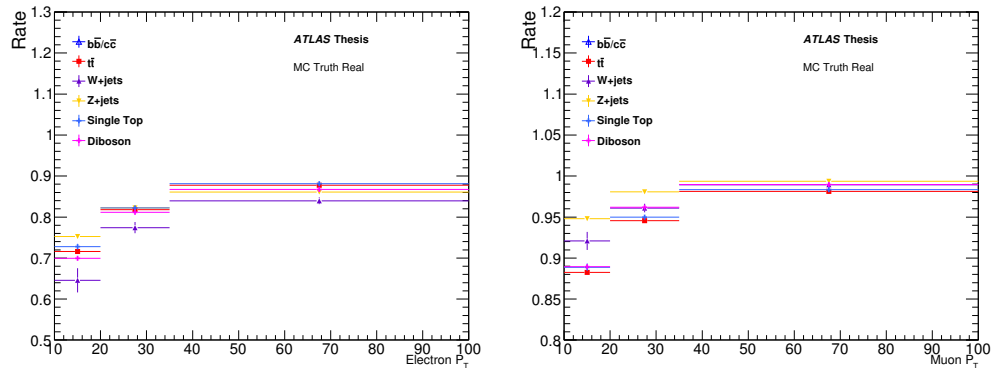 Rate
1.3
1.2
1.1
1
0.9
0.8
0.7
0.6
0.5
ATLAS Thesis
MC Truth Real
bb̅/cc̅
tt̅
W+jets
Z+jets
Single Top
Diboson
10 20 30 40 50 60 70 80 90 100
Electron P_T
Rate
1.2
1.15
1.1
1.05
1
0.95
0.9
0.85
0.8
ATLAS Thesis
MC Truth Real
bb̅/cc̅
tt̅
W+jets
Z+jets
Single Top
Diboson
10 20 30 40 50 60 70 80 90 100
Muon P_T